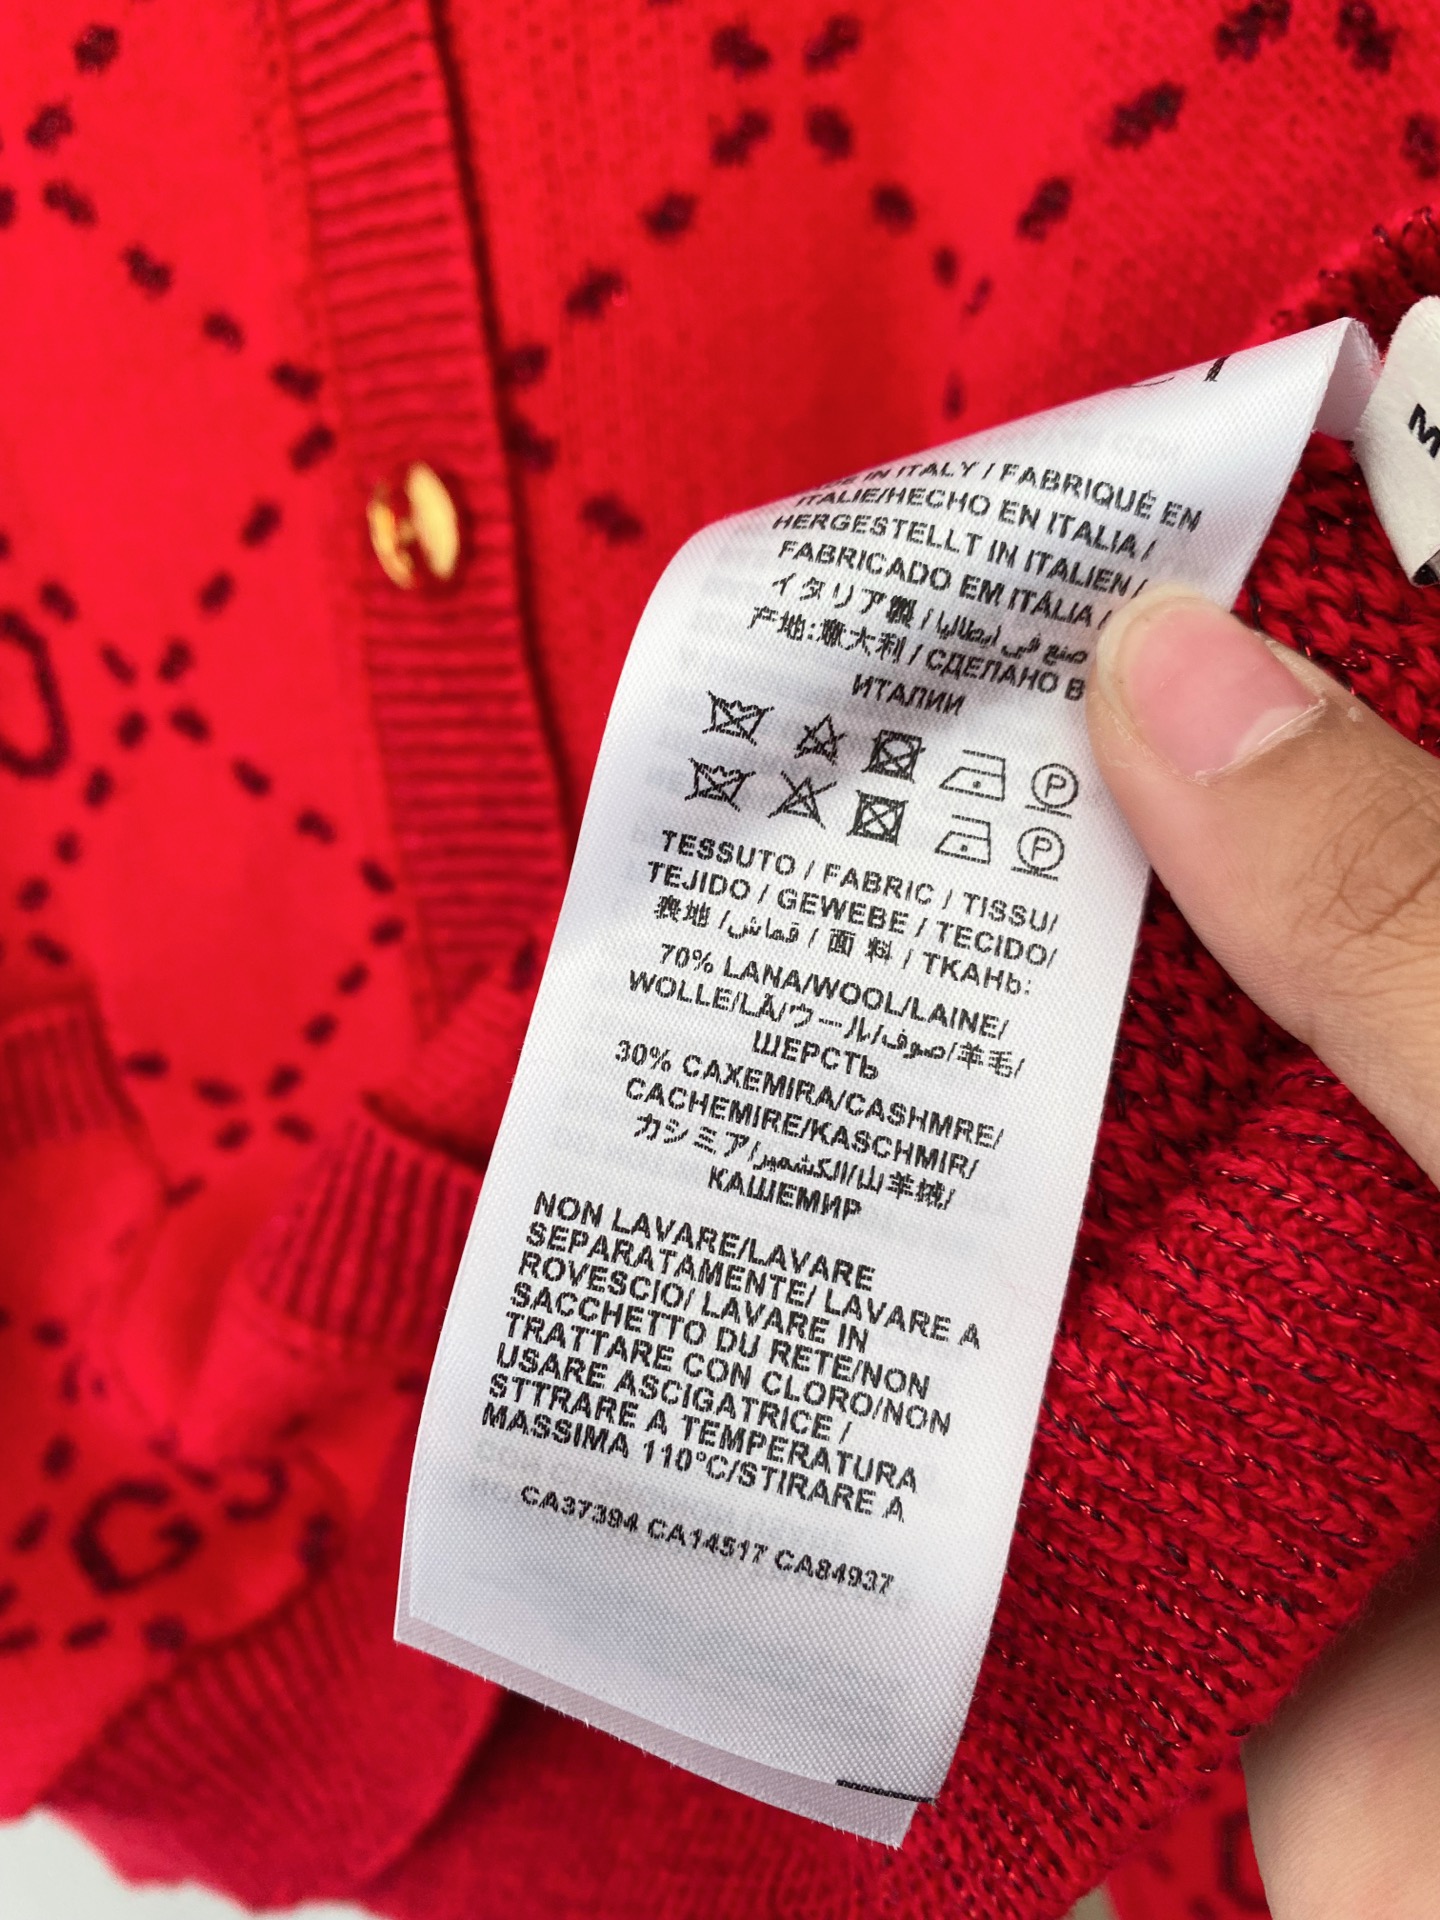 IN ITALY / FABRIQUÉ EN
ITALIE/HECHO EN ITALIA /
HERGESTELLT IN ITALIEN /
FABRICADO EM ITÁLIA /
イタリア製 / صنع في ايطاليا
产地:意大利 / СДЕЛАНО В
ИТАЛИИ
P
P
TESSUTO / FABRIC / TISSU/
TEJIDO / GEWEBE / TECIDO/
表地 / قماش / 面 料 / ТКАНЬ:
70% LANA/WOOL/LAINE/
WOLLE/LÃ/ウール/صوف/羊毛/
ШЕРСТЬ
30% CAXEMIRA/CASHMRE/
CACHEMIRE/KASCHMIR/
カシミア/الكشمير/山羊绒/
КАШЕМИР
NON LAVARE/LAVARE
SEPARATAMENTE/ LAVARE A
ROVESCIO/ LAVARE IN
SACCHETTO DU RETE/NON
TRATTARE CON CLORO/NON
USARE ASCIGATRICE /
STTRARE A TEMPERATURA
MASSIMA 110°C/STIRARE A
CA37394 CA14517 CA84937
M
G